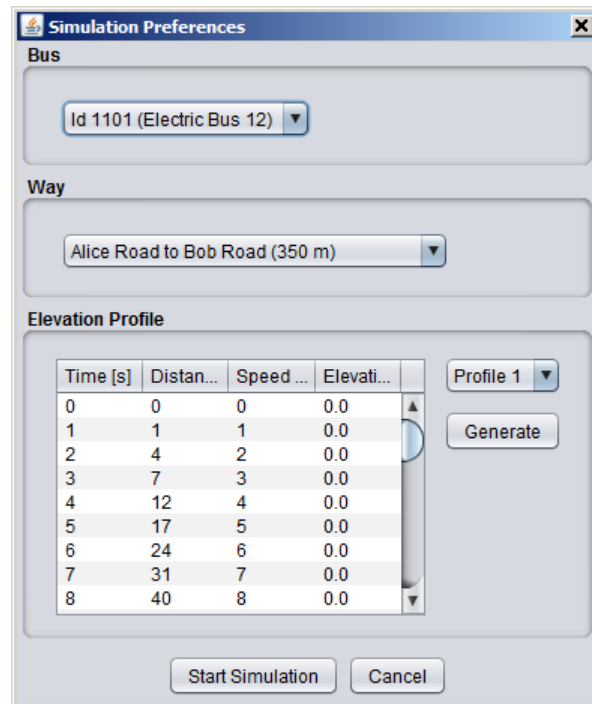 Simulation Preferences
Bus
Id 1101 (Electric Bus 12)
Way
Alice Road to Bob Road (350 m)
Elevation Profile
Time [s] Distan... Speed ... Elevati...
0 0 0 0.0
1 1 1 0.0
2 4 2 0.0
3 7 3 0.0
4 12 4 0.0
5 17 5 0.0
6 24 6 0.0
7 31 7 0.0
8 40 8 0.0
Profile 1
Generate
Start Simulation Cancel